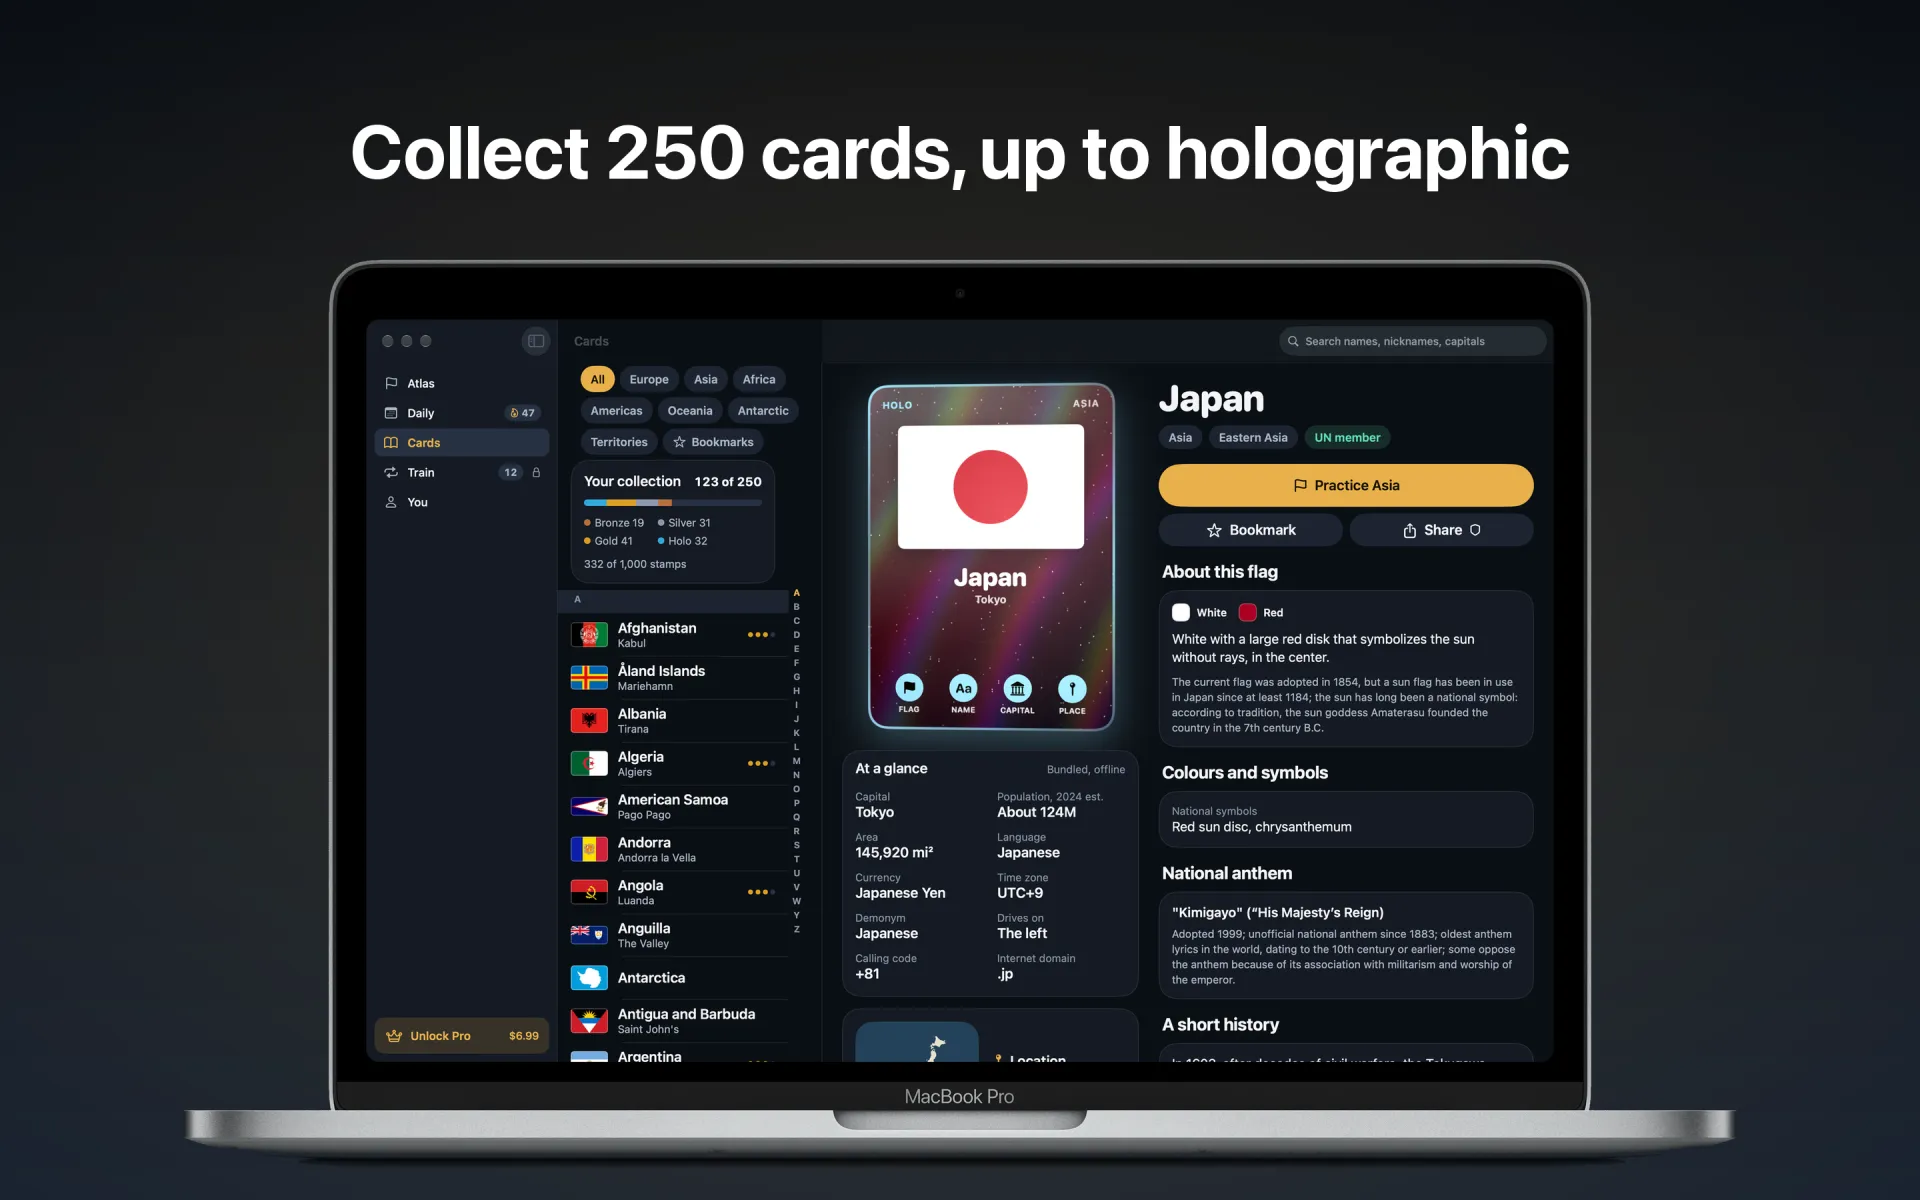 Collect 250 cards, up to holographic
Atlas
Daily
47
Cards
Train
12
You
Unlock Pro
$6.99
Cards
All
Europe
Asia
Africa
Americas
Oceania
Antarctic
Territories
Bookmarks
Your collection
123 of 250
Bronze 19
Silver 31
Gold 41
Holo 32
332 of 1,000 stamps
A
Afghanistan
Kabul
Åland Islands
Mariehamn
Albania
Tirana
Algeria
Algiers
American Samoa
Pago Pago
Andorra
Andorra la Vella
Angola
Luanda
Anguilla
The Valley
Antarctica
Antigua and Barbuda
Saint John's
Argentina
A
B
C
D
E
F
G
H
I
J
K
L
M
N
O
P
Q
R
S
T
U
V
W
Y
Z
Search names, nicknames, capitals
HOLO
ASIA
Japan
Tokyo
FLAG
Aa
NAME
CAPITAL
PLACE
At a glance
Bundled, offline
Capital
Tokyo
Population, 2024 est.
About 124M
Area
145,920 mi²
Language
Japanese
Currency
Japanese Yen
Time zone
UTC+9
Demonym
Japanese
Drives on
The left
Calling code
+81
Internet domain
.jp
Location
Japan
Asia
Eastern Asia
UN member
Practice Asia
Bookmark
Share
About this flag
White
Red
White with a large red disk that symbolizes the sun
without rays, in the center.
The current flag was adopted in 1854, but a sun flag has been in use
in Japan since at least 1184; the sun has long been a national symbol:
according to tradition, the sun goddess Amaterasu founded the
country in the 7th century B.C.
Colours and symbols
National symbols
Red sun disc, chrysanthemum
National anthem
"Kimigayo" (“His Majesty’s Reign)
Adopted 1999; unofficial national anthem since 1883; oldest anthem
lyrics in the world, dating to the 10th century or earlier; some oppose
the anthem because of its association with militarism and worship of
the emperor.
A short history
MacBook Pro